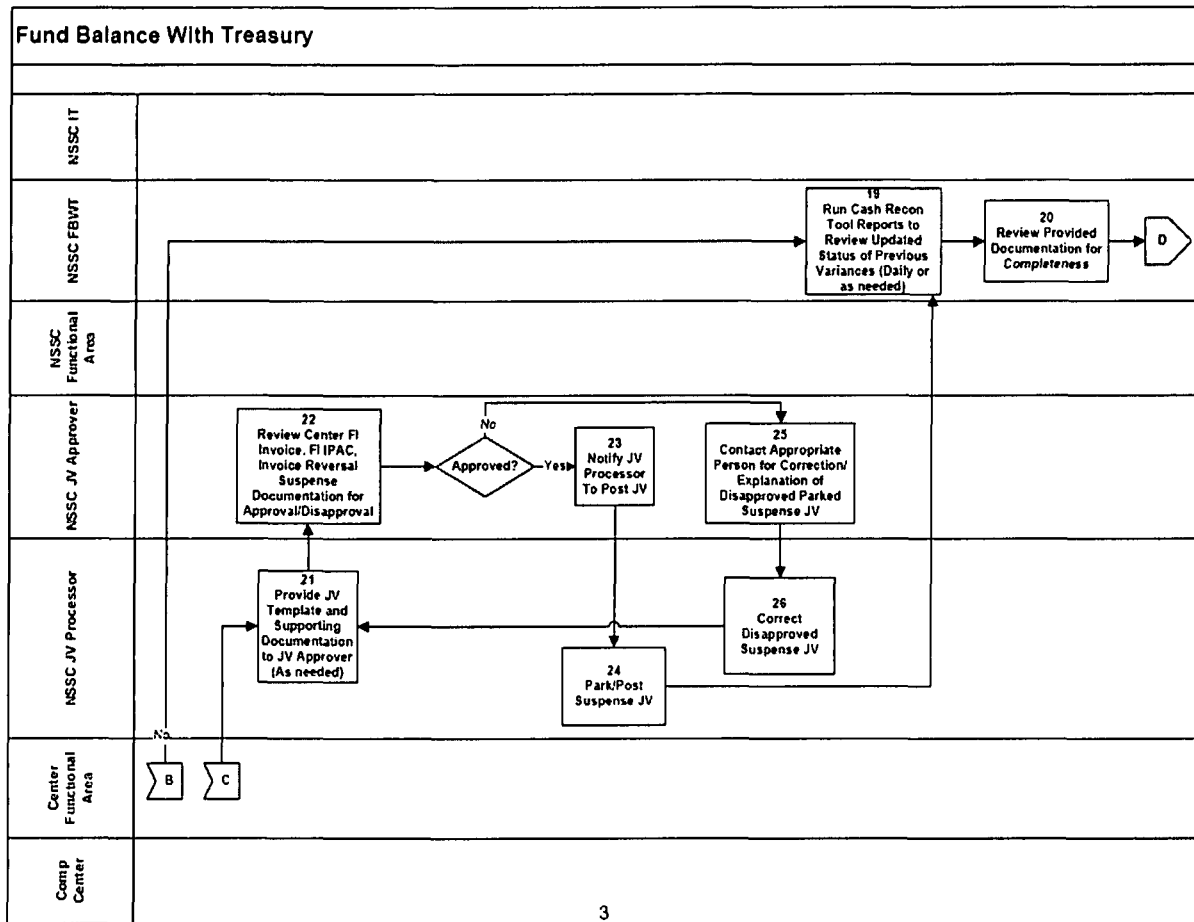 Fund Balance With Treasury
NSSC IT
NSSC FBWT
19
Run Cash Recon
Tool Reports to
Review Updated
Status of Previous
Variances (Daily or
as needed)
20
Review Provided
Documentation for
Completeness
D
NSSC
Functional
Area
NSSC JV Approver
22
Review Center FI
Invoice. FI IPAC,
Invoice Reversal
Suspense
Documentation for
Approval/Disapproval
Approved?
No
Yes
23
Notify JV
Processor
To Post JV
25
Contact Appropriate
Person for Correction/
Explanation of
Disapproved Parked
Suspense JV
NSSC JV Processor
21
Provide JV
Template and
Supporting
Documentation
to JV Approver
(As needed)
24
Park/Post
Suspense JV
26
Correct
Disapproved
Suspense JV
No
Center
Functional
Area
B
C
Comp
Center
3